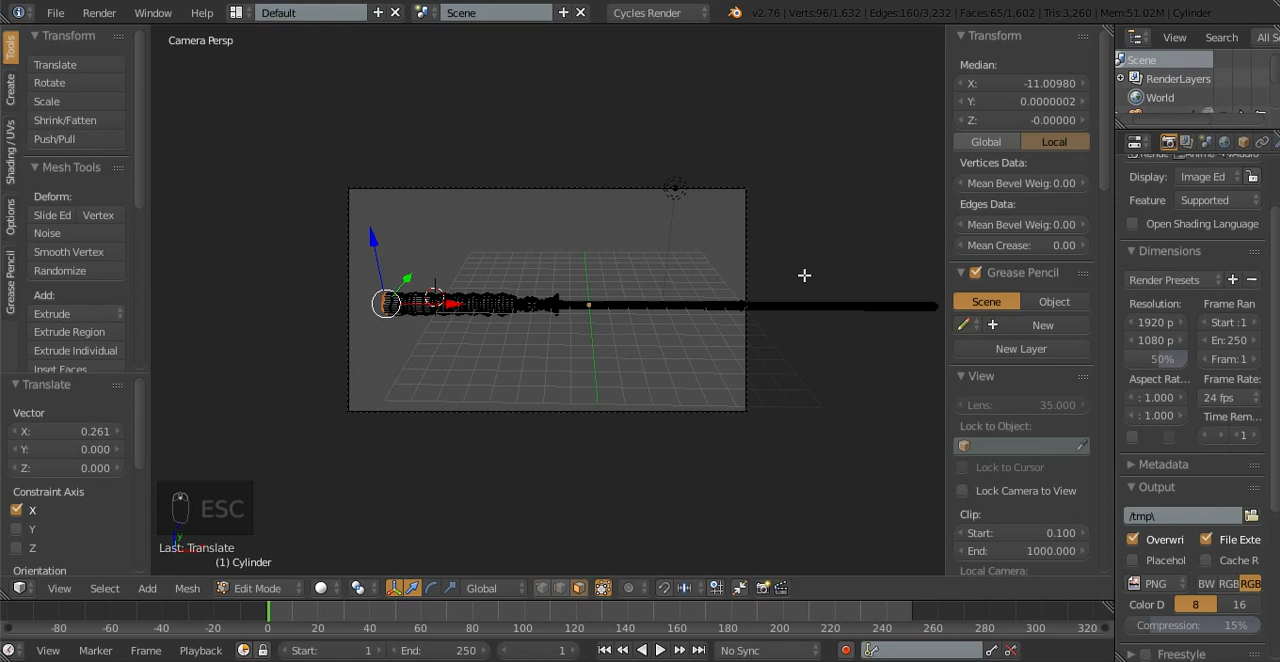 File Render Window Help Default Scene Cycles Render v2.76 | Verts:96/1,632 | Edges:160/3,232 | Faces:65/1,602 | Tris:3,260 | Mem:51.02M | Cylinder
Tools
Create
Shading / UVs
Options
Grease Pencil
Transform
Translate
Rotate
Scale
Shrink/Fatten
Push/Pull
Mesh Tools
Deform:
Slide Ed Vertex
Noise
Smooth Vertex
Randomize
Add:
Extrude
Extrude Region
Extrude Individual
Inset Faces
Translate
Vector
X: 0.261
Y: 0.000
Z: 0.000
Constraint Axis
X
Y
Z
Orientation
Camera Persp
ESC
Last: Translate
(1) Cylinder
Transform
Median:
X: -11.00980
Y: 0.0000002
Z: -0.00000
Global Local
Vertices Data:
Mean Bevel Weig: 0.00
Edges Data:
Mean Bevel Weig: 0.00
Mean Crease: 0.00
Grease Pencil
Scene Object
New
New Layer
View
Lens: 35.000
Lock to Object:
Lock to Cursor
Lock Camera to View
Clip:
Start: 0.100
End: 1000.000
Local Camera:
View Search All S
Scene
RenderLayers
World
Display: Image Ed
Feature Supported
Open Shading Language
Dimensions
Render Presets
Resolution: Frame Ran
1920 p Start :1
1080 p En: 250
50% Fram: 1
Aspect Rat... Frame Rate:
: 1.000 24 fps
: 1.000 Time Rem...
1
Metadata
Output
/tmp\
Overwri File Exte
Placehol Cache R
PNG BW RGB RGB
Color D 8 16
Compression: 15%
Freestyle
View Select Add Mesh Edit Mode Global
-80 -60 -40 -20 0 20 40 60 80 100 120 140 160 180 200 220 240 260 280 300 320
View Marker Frame Playback Start: 1 End: 250 1 No Sync